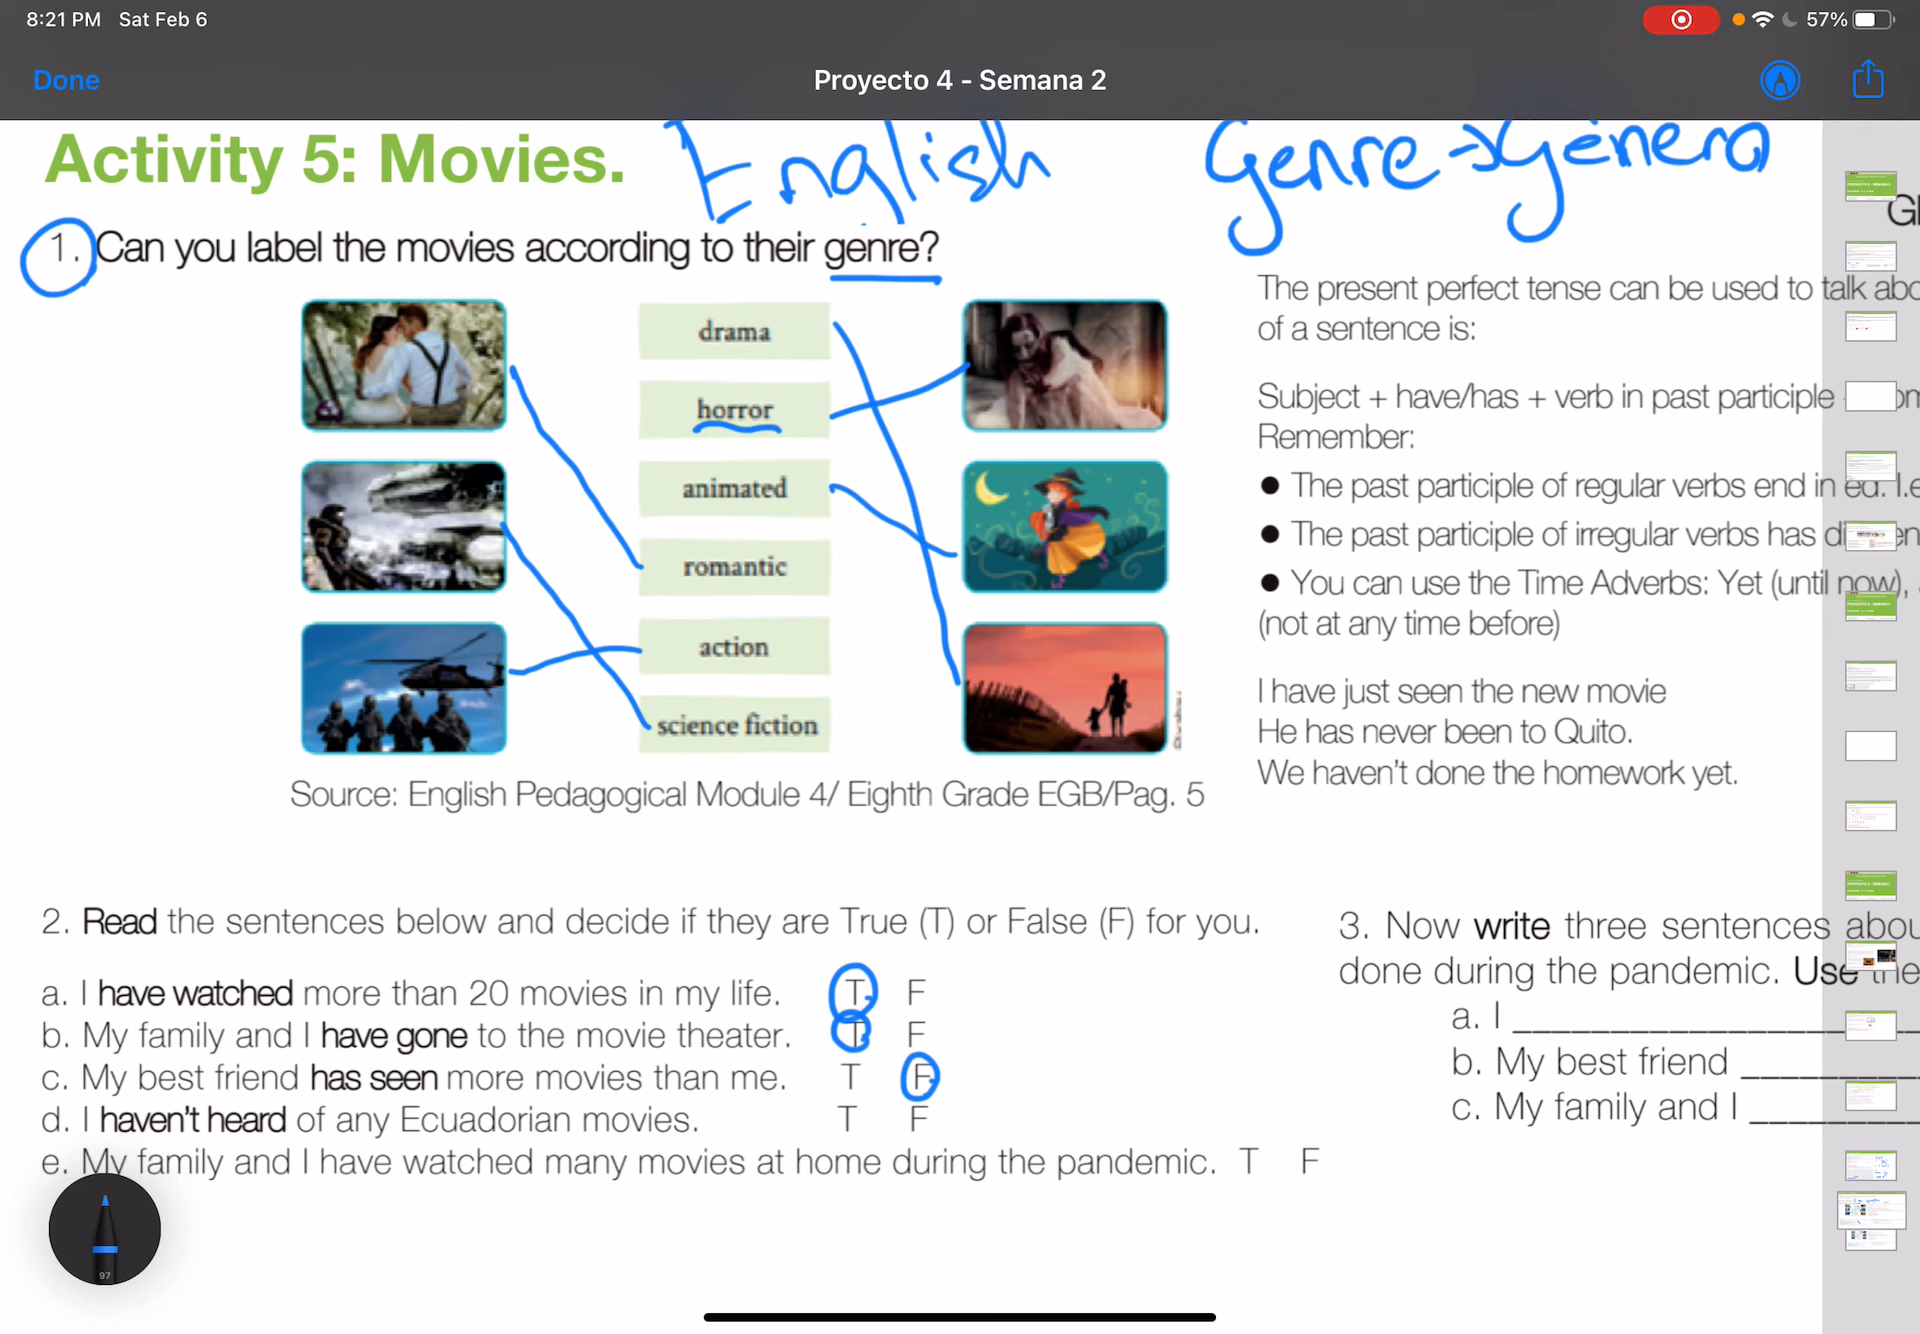 8:21 PM Sat Feb 6
57%
Done
Proyecto 4 - Semana 2
Activity 5: Movies.
English
Genre → Género
1. Can you label the movies according to their genre?
drama
horror
animated
romantic
action
science fiction
Source: English Pedagogical Module 4/ Eighth Grade EGB/Pag. 5
The present perfect tense can be used to talk abo
of a sentence is:
Subject + have/has + verb in past participle
Remember:
● The past participle of regular verbs end in ed. I.e
● The past participle of irregular verbs has
● You can use the Time Adverbs: Yet (until now),
(not at any time before)
I have just seen the new movie
He has never been to Quito.
We haven't done the homework yet.
2. Read the sentences below and decide if they are True (T) or False (F) for you.
a. I have watched more than 20 movies in my life. T F
b. My family and I have gone to the movie theater. T F
c. My best friend has seen more movies than me. T F
d. I haven't heard of any Ecuadorian movies. T F
e. My family and I have watched many movies at home during the pandemic. T F
3. Now write three sentences abou
done during the pandemic. Use the
a. I
b. My best friend
c. My family and I
97